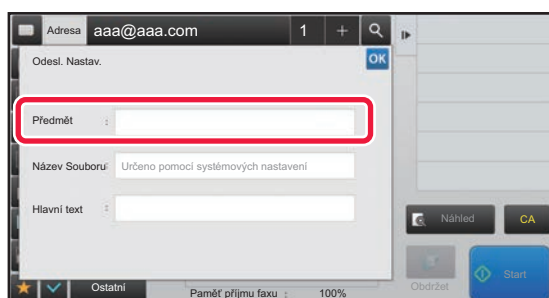 Adresa aaa@aaa.com 1 +
Odesl. Nastav. OK
Předmět :
Název Souboru: Určeno pomocí systémových nastavení
Hlavní text :
Náhled CA
Ostatní
Paměť příjmu faxu : 100%
Obdržet Start